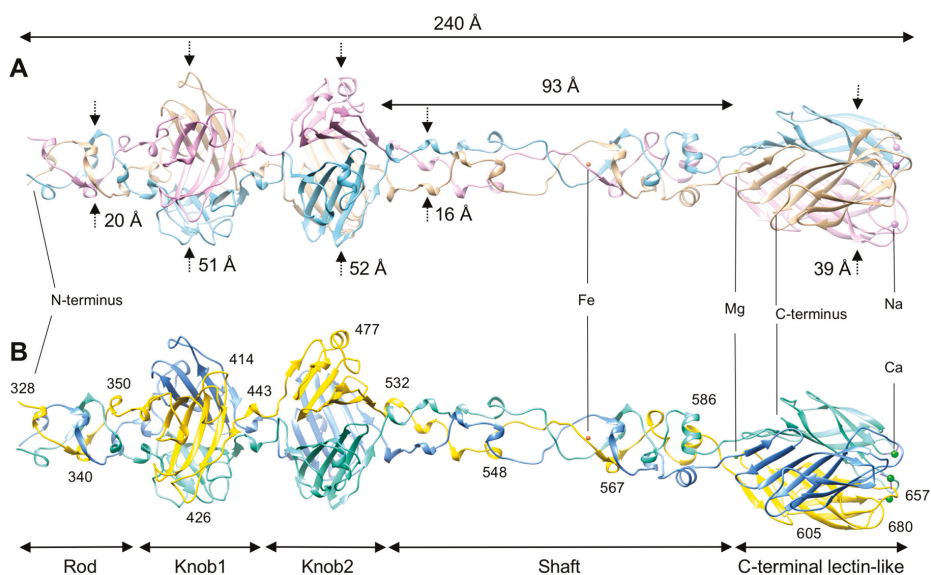 240 Å
A
93 Å
20 Å
16 Å
51 Å
52 Å
39 Å
N-terminus
Fe
Mg
C-terminus
Na
B
477
414
328
350
443
532
Ca
586
340
548
567
426
657
605
680
Rod
Knob1
Knob2
Shaft
C-terminal lectin-like